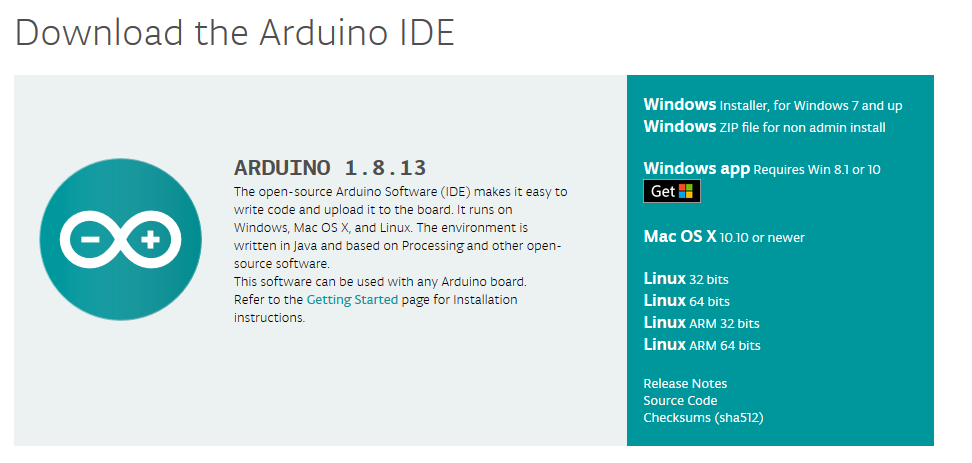 Download the Arduino IDE
ARDUINO 1.8.13
The open-source Arduino Software (IDE) makes it easy to
write code and upload it to the board. It runs on
Windows, Mac OS X, and Linux. The environment is
written in Java and based on Processing and other open-
source software.
This software can be used with any Arduino board.
Refer to the Getting Started page for Installation
instructions.
Windows Installer, for Windows 7 and up
Windows ZIP file for non admin install
Windows app Requires Win 8.1 or 10
Get
Mac OS X 10.10 or newer
Linux 32 bits
Linux 64 bits
Linux ARM 32 bits
Linux ARM 64 bits
Release Notes
Source Code
Checksums (sha512)